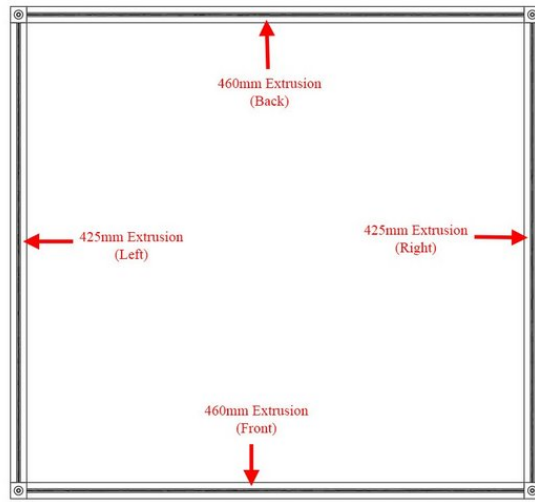 460mm Extrusion
(Back)
425mm Extrusion
(Left)
425mm Extrusion
(Right)
460mm Extrusion
(Front)